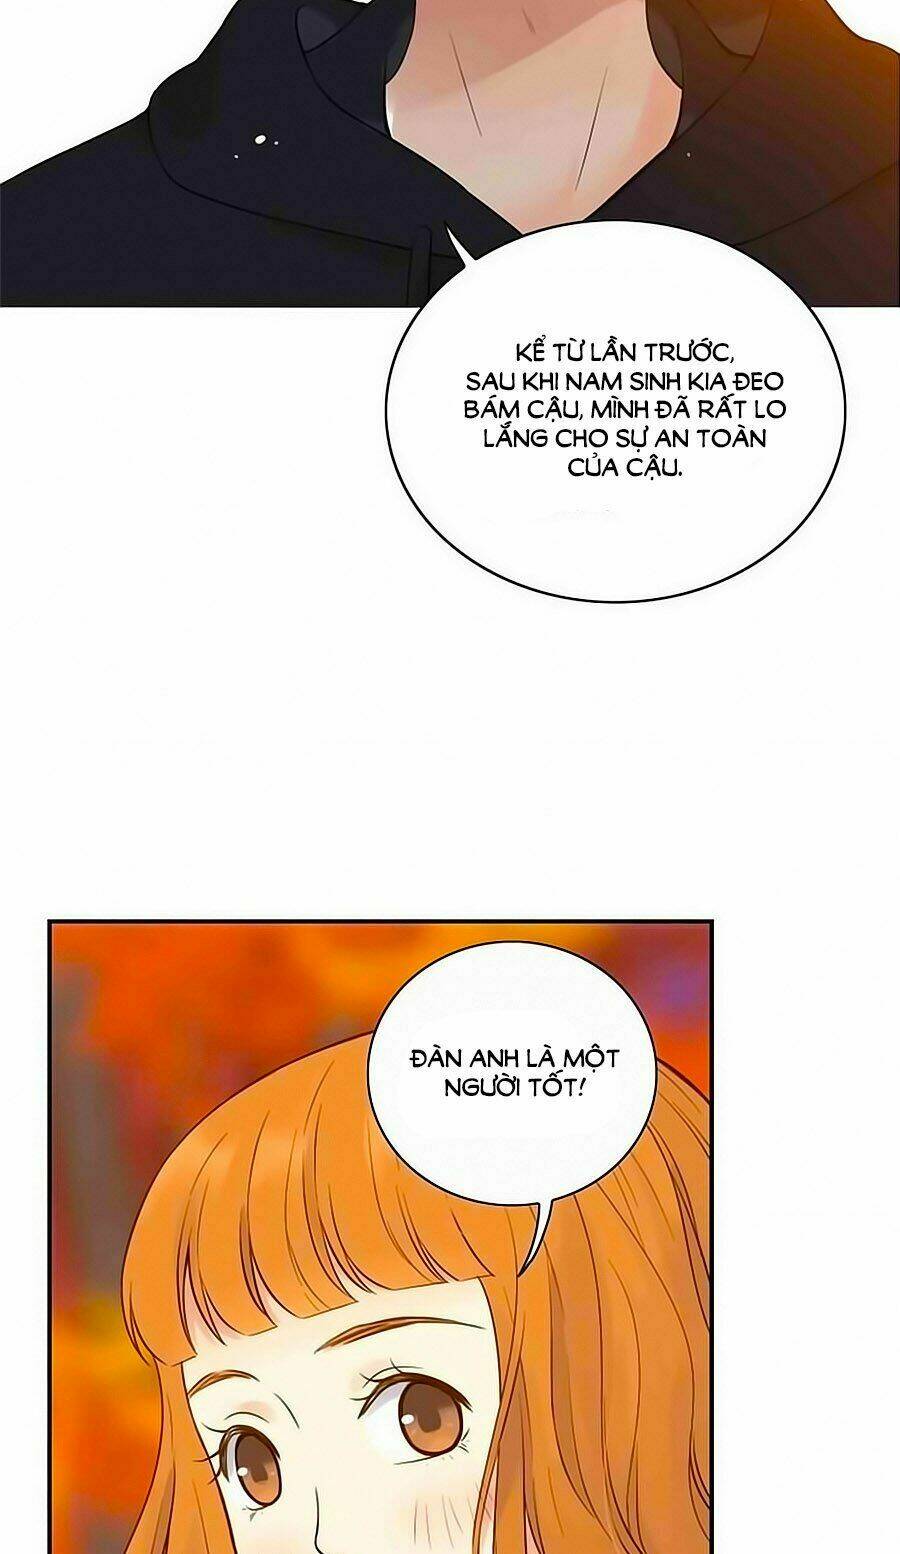 KỂ TỪ LẦN TRƯỚC,
SAU KHI NAM SINH KIA ĐEO
BÁM CẬU, MÌNH ĐÃ RẤT LO
LẮNG CHO SỰ AN TOÀN
CỦA CẬU.
ĐÀN ANH LÀ MỘT
NGƯỜI TỐT!